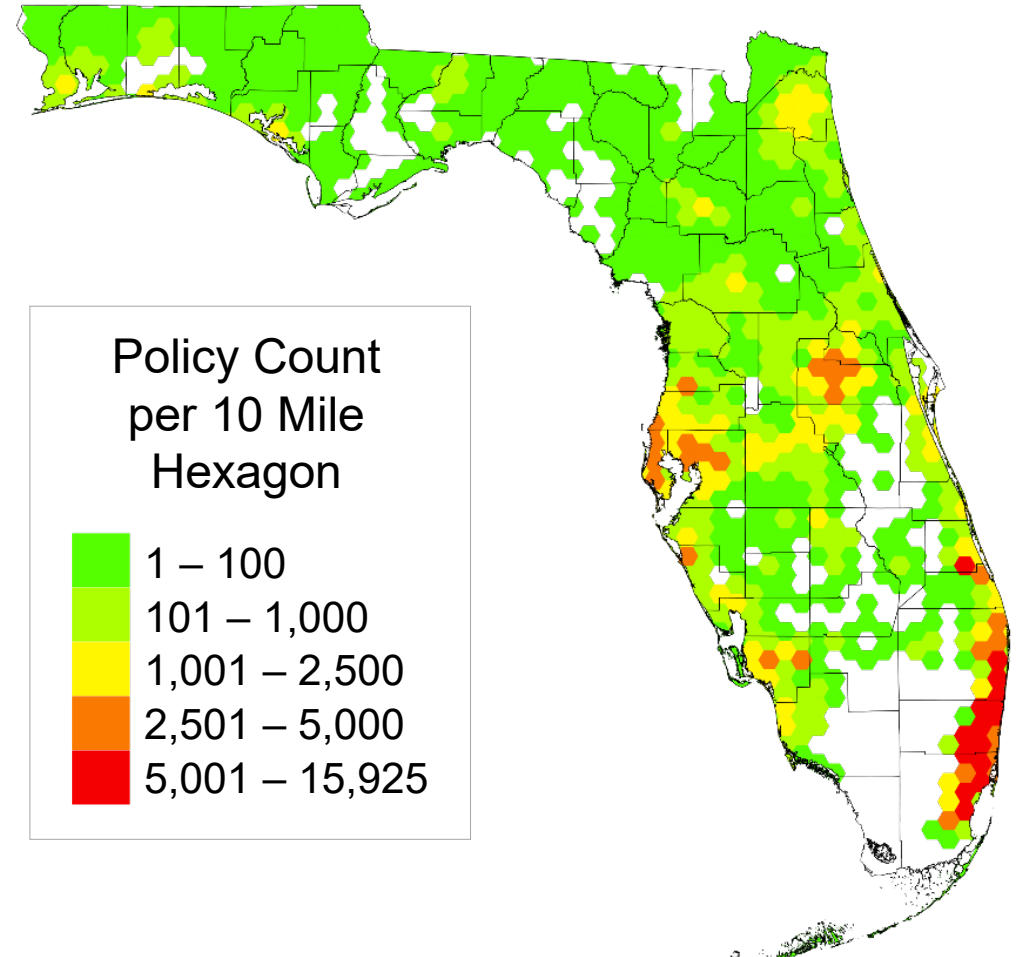 Policy Count
per 10 Mile
Hexagon
1 – 100
101 – 1,000
1,001 – 2,500
2,501 – 5,000
5,001 – 15,925